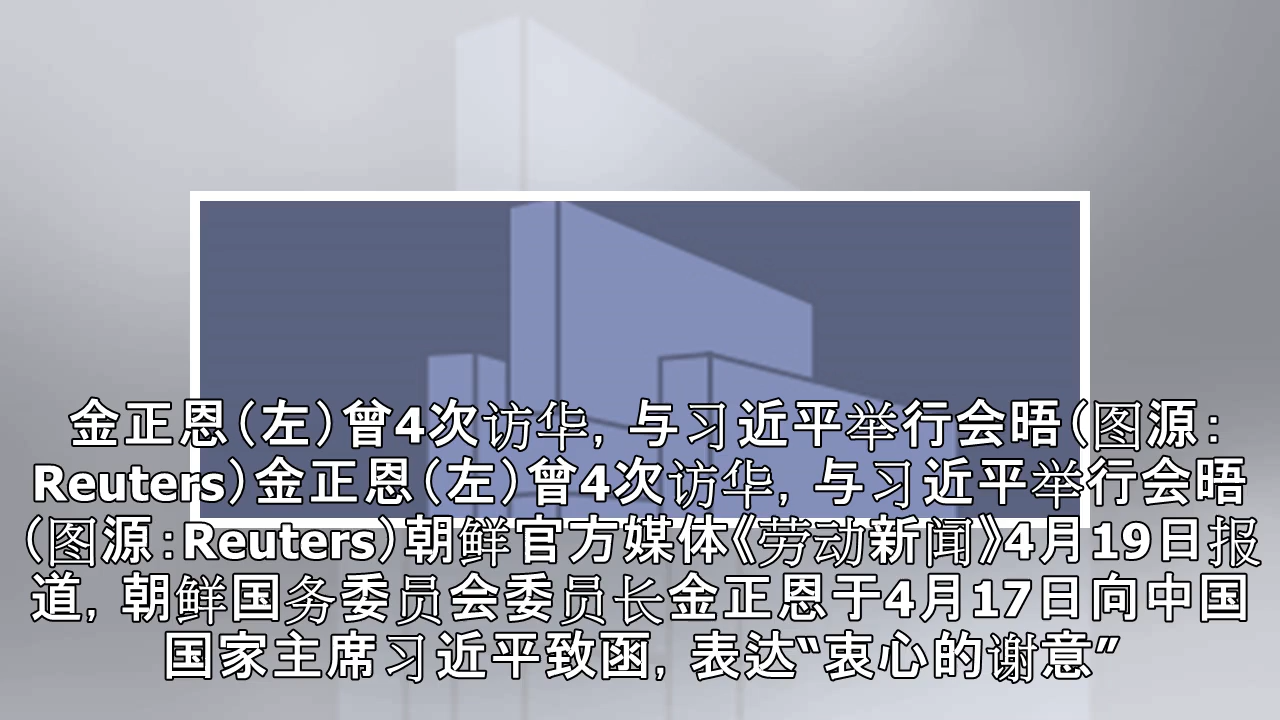 金正恩(左)曾4次访华, 与习近平举行会晤(图源:
Reuters)金正恩(左)曾4次访华, 与习近平举行会晤
(图源:Reuters)朝鲜官方媒体《劳动新闻》4月19日报
道, 朝鲜国务委员会委员长金正恩于4月17日向中国
国家主席习近平致函, 表达“衷心的谢意”